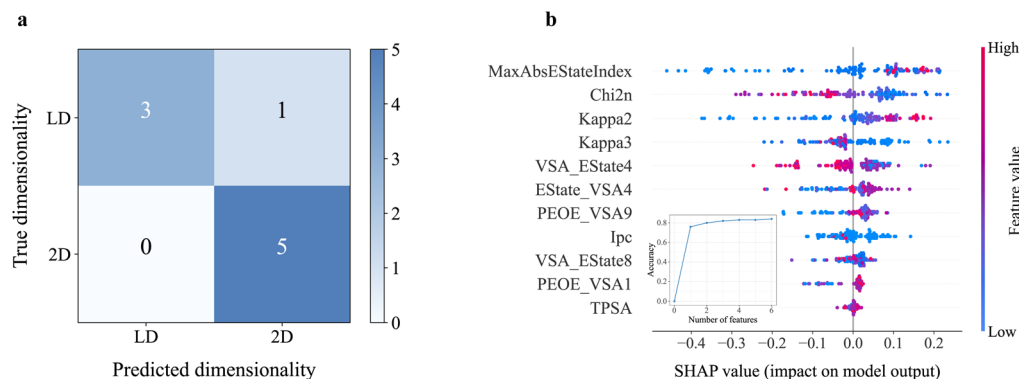 a
True dimensionality
LD
2D
3
1
0
5
LD
2D
Predicted dimensionality
5
4
3
2
1
0
b
MaxAbsEStateIndex
Chi2n
Kappa2
Kappa3
VSA_EState4
EState_VSA4
PEOE_VSA9
Ipc
VSA_EState8
PEOE_VSA1
TPSA
Accuracy
0.8
0.6
0.4
0.2
0.0
0 2 4 6
Number of features
−0.4 −0.3 −0.2 −0.1 0.0 0.1 0.2
SHAP value (impact on model output)
High
Feature value
Low